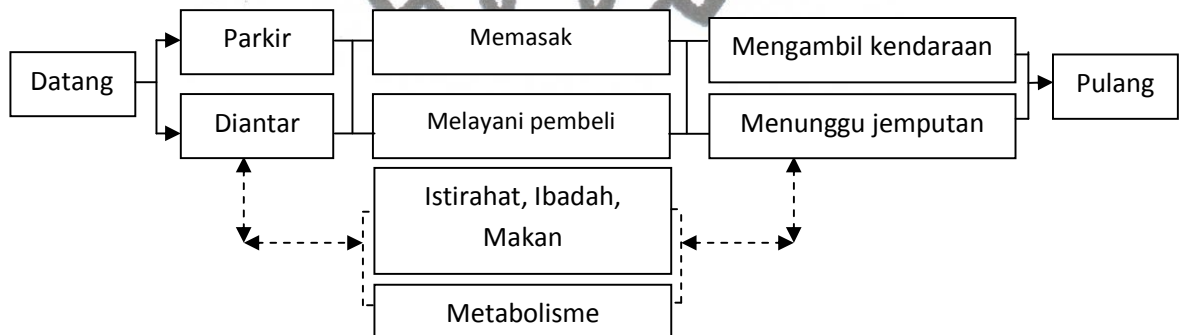 Datang
Parkir
Diantar
Memasak
Melayani pembeli
Istirahat, Ibadah,
Makan
Metabolisme
Mengambil kendaraan
Menunggu jemputan
Pulang